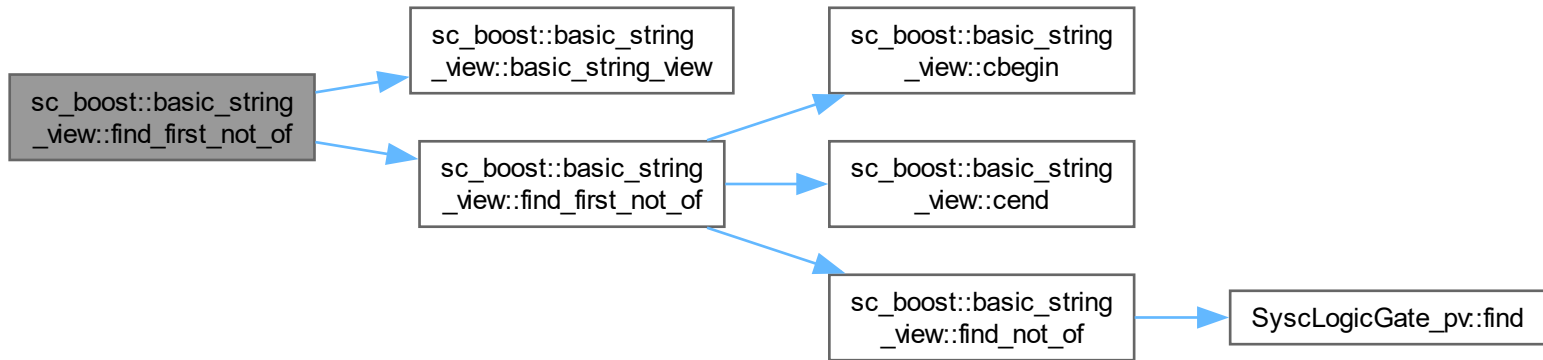 sc_boost::basic_string
_view::find_first_not_of
sc_boost::basic_string
_view::basic_string_view
sc_boost::basic_string
_view::find_first_not_of
sc_boost::basic_string
_view::cbegin
sc_boost::basic_string
_view::cend
sc_boost::basic_string
_view::find_not_of
SyscLogicGate_pv::find